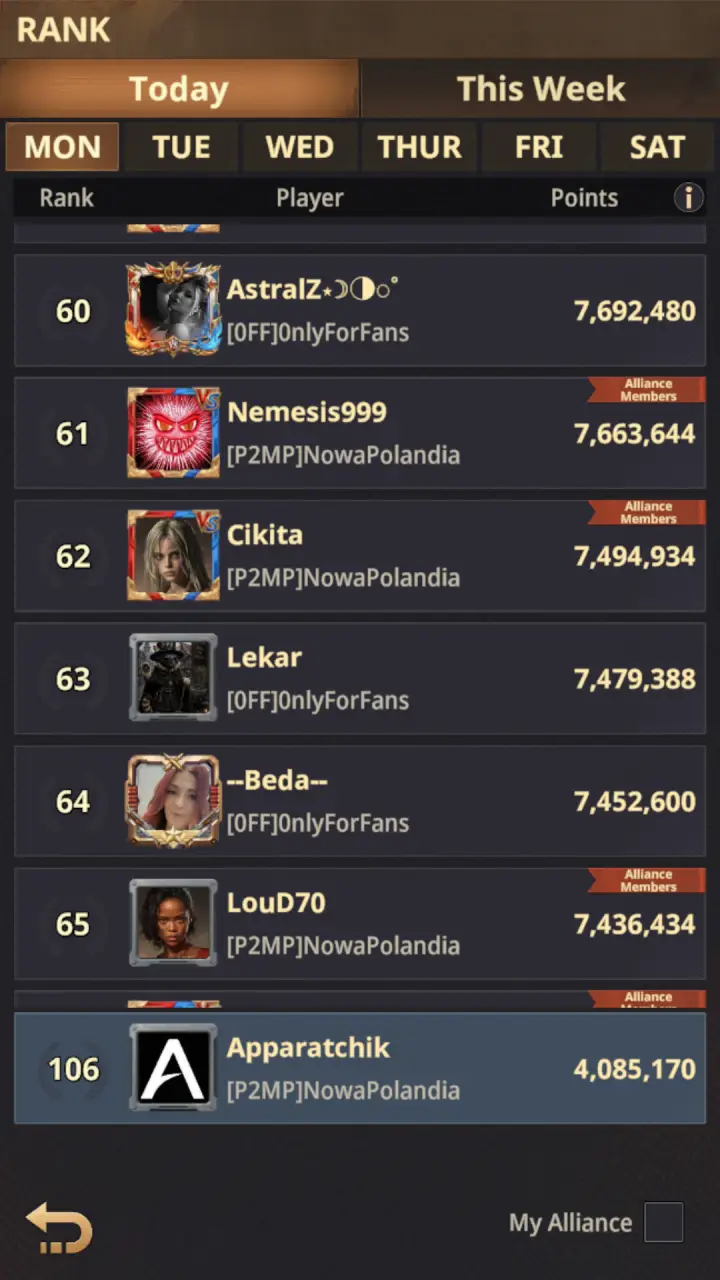 RANK
Today
This Week
MON TUE WED THUR FRI SAT
Rank Player Points i
60 AstralZ⋆☽◑○° 7,692,480
[0FF]0nlyForFans
Alliance Members
61 Nemesis999 7,663,644
[P2MP]NowaPolandia
Alliance Members
62 Cikita 7,494,934
[P2MP]NowaPolandia
63 Lekar 7,479,388
[0FF]0nlyForFans
64 --Beda-- 7,452,600
[0FF]0nlyForFans
Alliance Members
65 LouD70 7,436,434
[P2MP]NowaPolandia
Alliance
106 Apparatchik 4,085,170
[P2MP]NowaPolandia
My Alliance